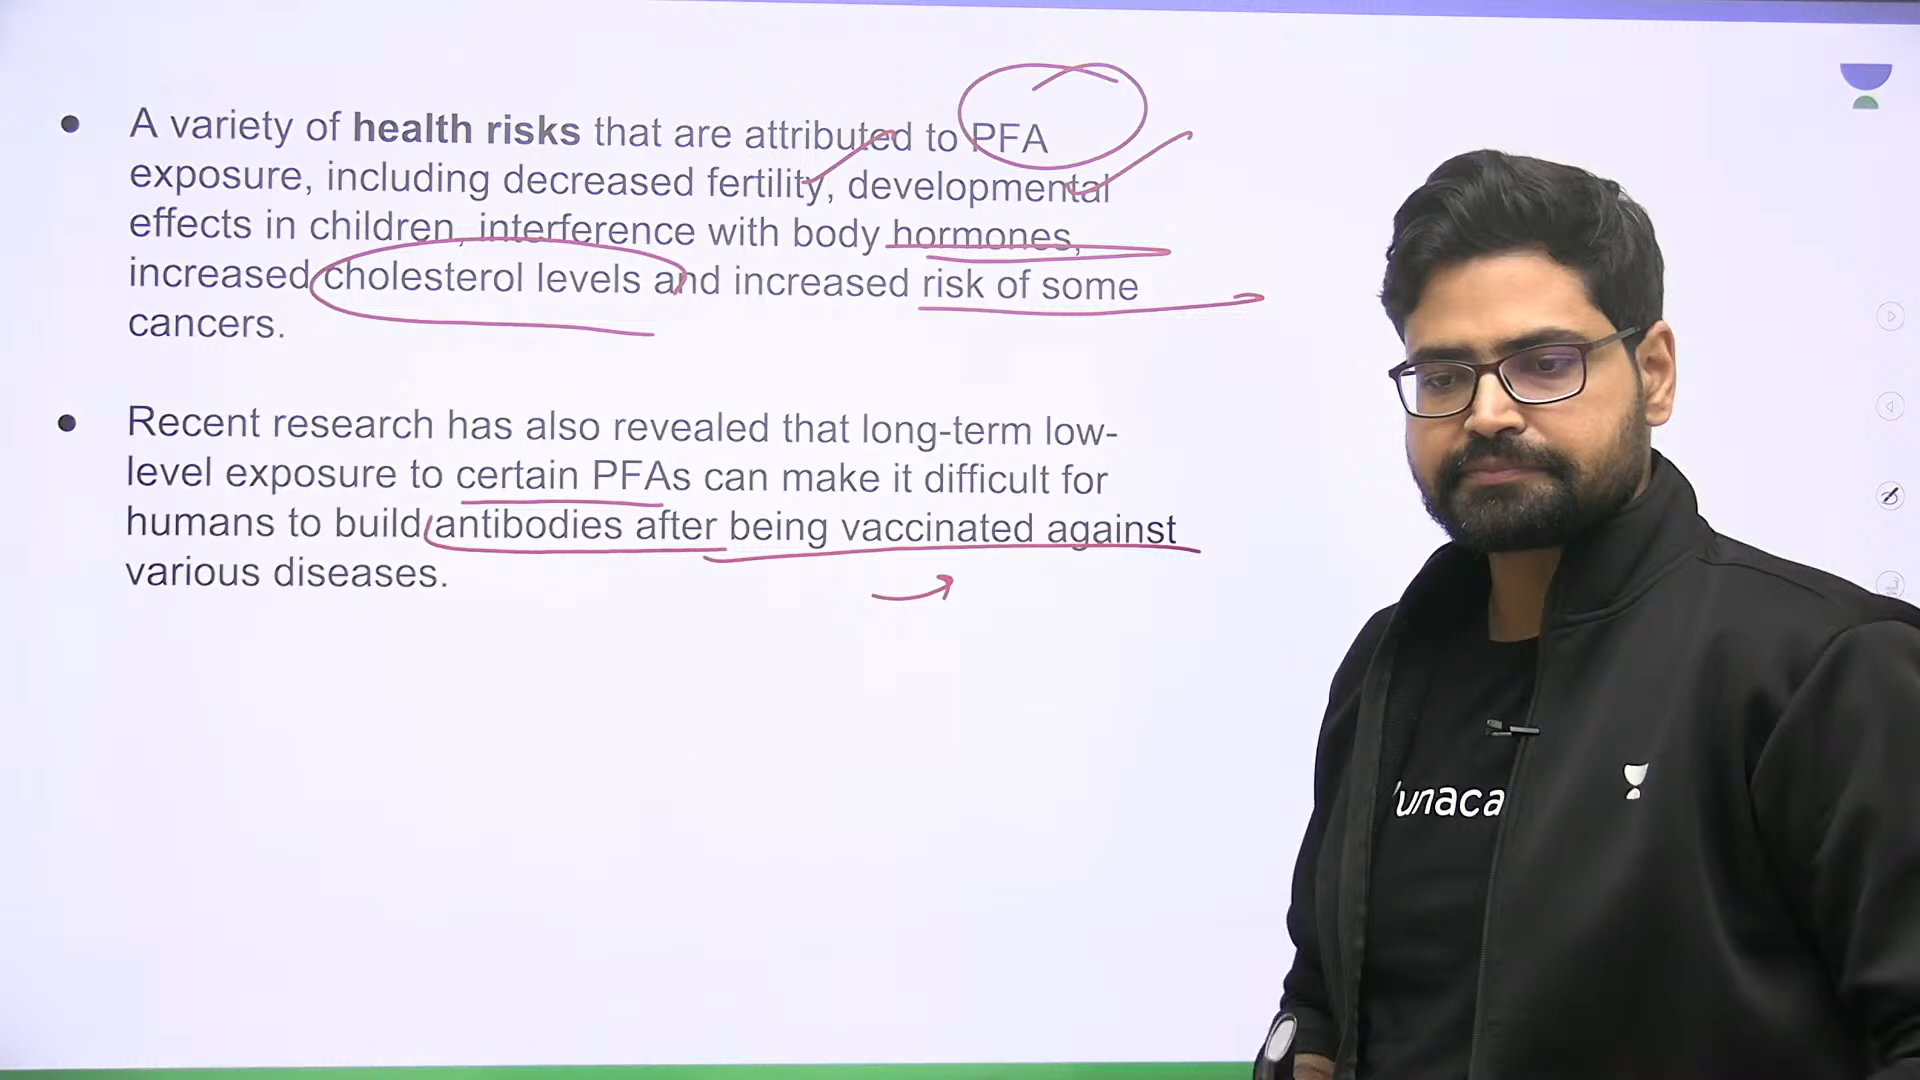 A variety of health risks that are attributed to PFA
exposure, including decreased fertility, developmental
effects in children, interference with body hormones,
increased cholesterol levels and increased risk of some
cancers.
Recent research has also revealed that long-term low-
level exposure to certain PFAs can make it difficult for
humans to build antibodies after being vaccinated against
various diseases.
unaca